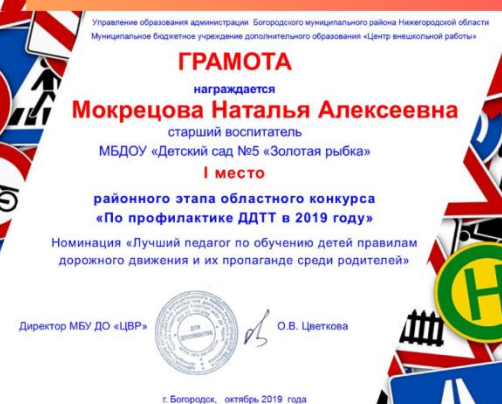 Управление образования администрации Богородского муниципального района Нижегородской области
Муниципальное бюджетное учреждение дополнительного образования «Центр внешкольной работы»
ГРАМОТА
награждается
Мокрецова Наталья Алексеевна
старший воспитатель
МБДОУ «Детский сад №5 «Золотая рыбка»
I место
районного этапа областного конкурса
«По профилактике ДДТТ в 2019 году»
Номинация «Лучший педагог по обучению детей правилам
дорожного движения и их пропаганде среди родителей»
Директор МБУ ДО «ЦВР»
ДЛЯ
ДОКУМЕНТОВ
О.В. Цветкова
H
г. Богородск, октябрь 2019 года